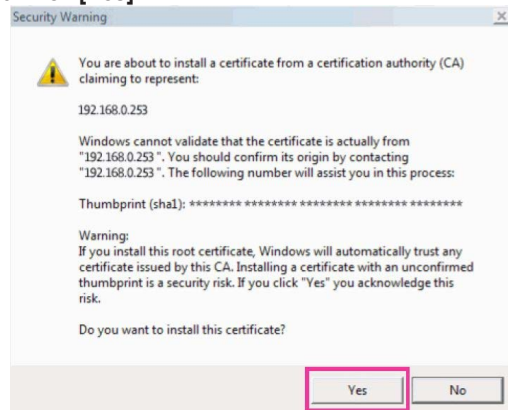 Security Warning
You are about to install a certificate from a certification authority (CA)
claiming to represent:
192.168.0.253
Windows cannot validate that the certificate is actually from
"192.168.0.253 ". You should confirm its origin by contacting
"192.168.0.253 ". The following number will assist you in this process:
Thumbprint (sha1): ******** ******** ******** ******** ********
Warning:
If you install this root certificate, Windows will automatically trust any
certificate issued by this CA. Installing a certificate with an unconfirmed
thumbprint is a security risk. If you click "Yes" you acknowledge this
risk.
Do you want to install this certificate?
Yes No